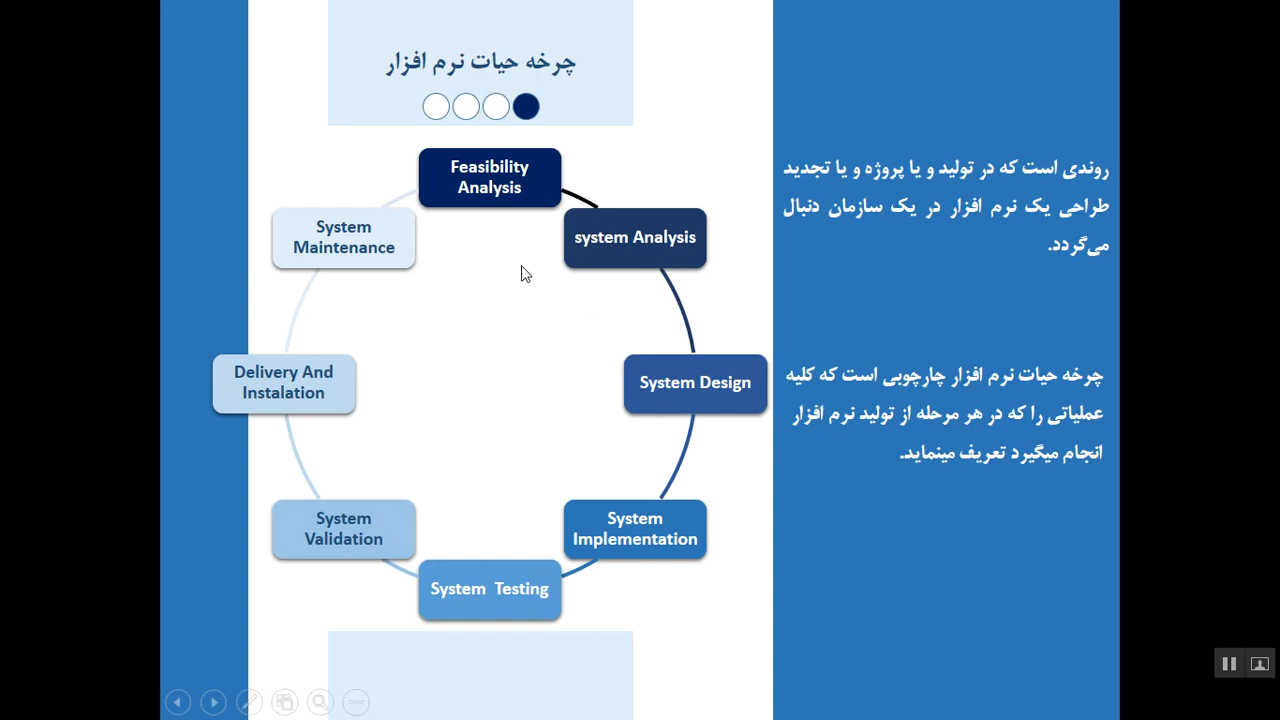 چرخه حیات نرم افزار
روندی است که در تولید و یا پروژه و یا تجدید
طراحی یک نرم افزار در یک سازمان دنبال
می‌گردد.
چرخه حیات نرم افزار چارچوبی است که کلیه
عملیاتی را که در هر مرحله از تولید نرم افزار
انجام میگیرد تعریف مینماید.
Feasibility
Analysis
system Analysis
System Design
System
Implementation
System  Testing
System
Validation
Delivery And
Instalation
System
Maintenance